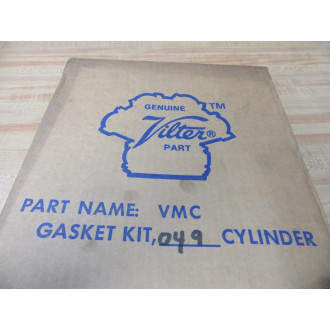 GENUINE ™
Vilter®
PART
PART NAME: VMC
GASKET KIT, 049 CYLINDER